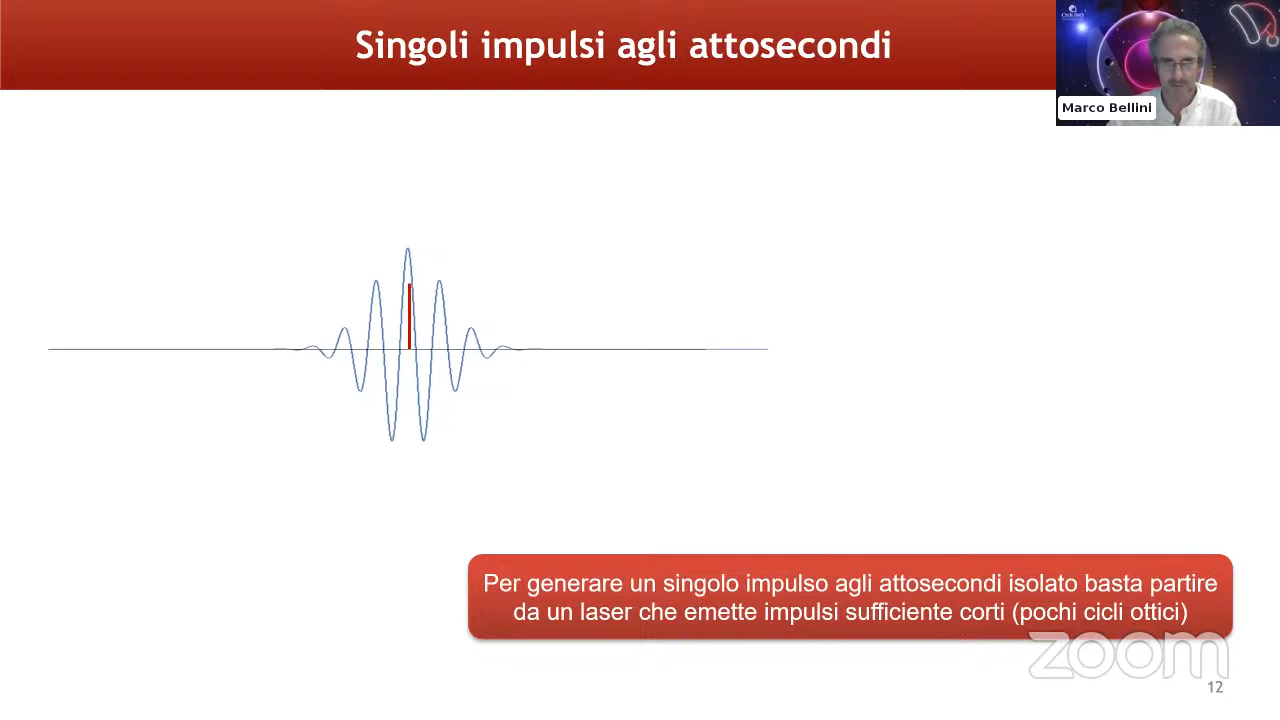 Singoli impulsi agli attosecondi
Marco Bellini
Per generare un singolo impulso agli attosecondi isolato basta partire
da un laser che emette impulsi sufficiente corti (pochi cicli ottici)
zoom
12